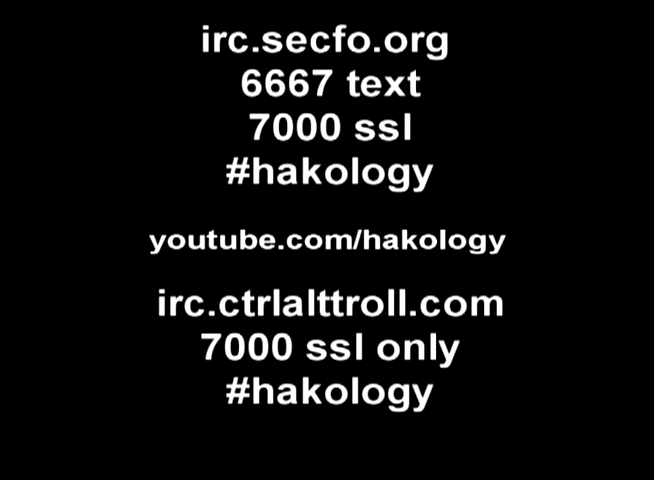 irc.secfo.org
6667 text
7000 ssl
#hakology
youtube.com/hakology
irc.ctrlalttroll.com
7000 ssl only
#hakology